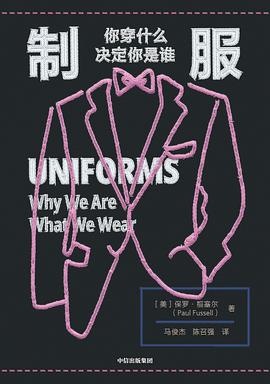 制服
你穿什么
决定你是谁
UNIFORMS
Why We Are
What We Wear
[美]保罗·福塞尔
(Paul Fussell)
著
马俊杰 陈召强 译
中信出版集团